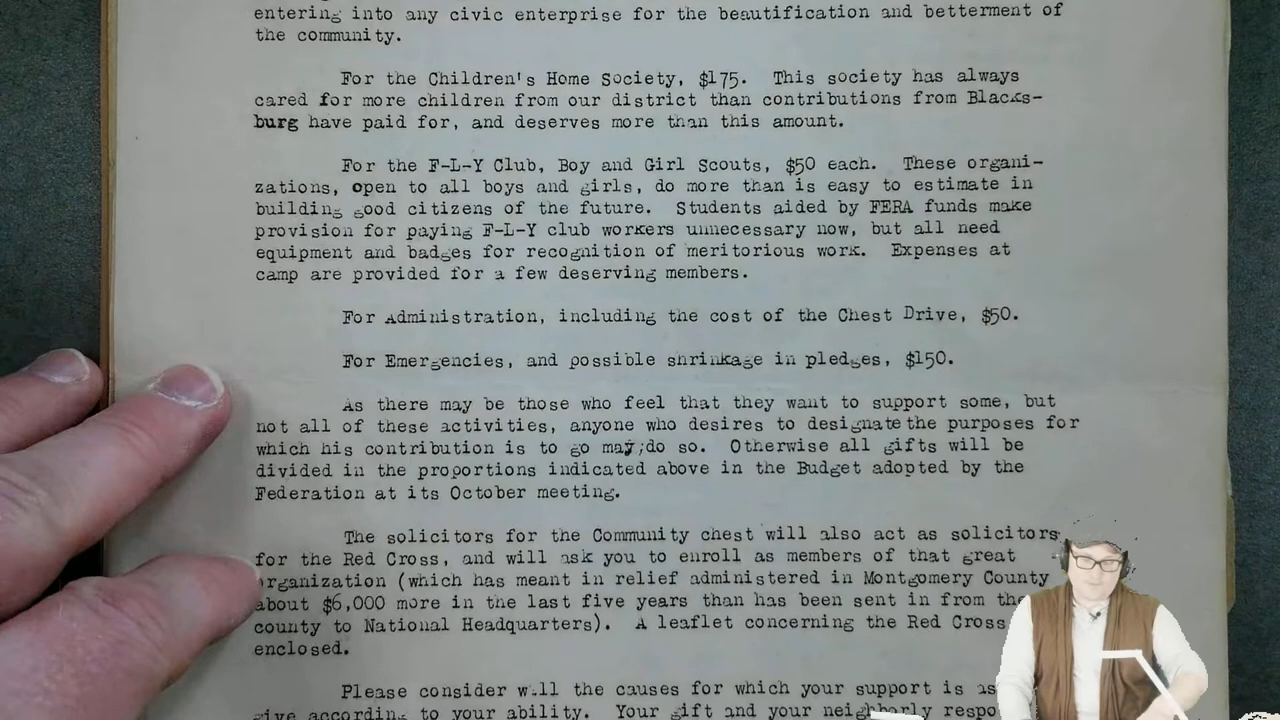 entering into any civic enterprise for the beautification and betterment of
the community.
For the Children's Home Society, $175. This society has always
cared for more children from our district than contributions from Blacks-
burg have paid for, and deserves more than this amount.
For the F-L-Y Club, Boy and Girl Scouts, $50 each. These organi-
zations, open to all boys and girls, do more than is easy to estimate in
building good citizens of the future. Students aided by FERA funds make
provision for paying F-L-Y club workers unnecessary now, but all need
equipment and badges for recognition of meritorious work. Expenses at
camp are provided for a few deserving members.
For Administration, including the cost of the Chest Drive, $50.
For Emergencies, and possible shrinkage in pledges, $150.
As there may be those who feel that they want to support some, but
not all of these activities, anyone who desires to designate the purposes for
which his contribution is to go may;do so. Otherwise all gifts will be
divided in the proportions indicated above in the Budget adopted by the
Federation at its October meeting.
The solicitors for the Community chest will also act as solicitors
for the Red Cross, and will ask you to enroll as members of that great
organization (which has meant in relief administered in Montgomery County
about $6,000 more in the last five years than has been sent in from the
county to National Headquarters). A leaflet concerning the Red Cross
enclosed.
Please consider well the causes for which your support is
give according to your ability. Your gift and your neighborly